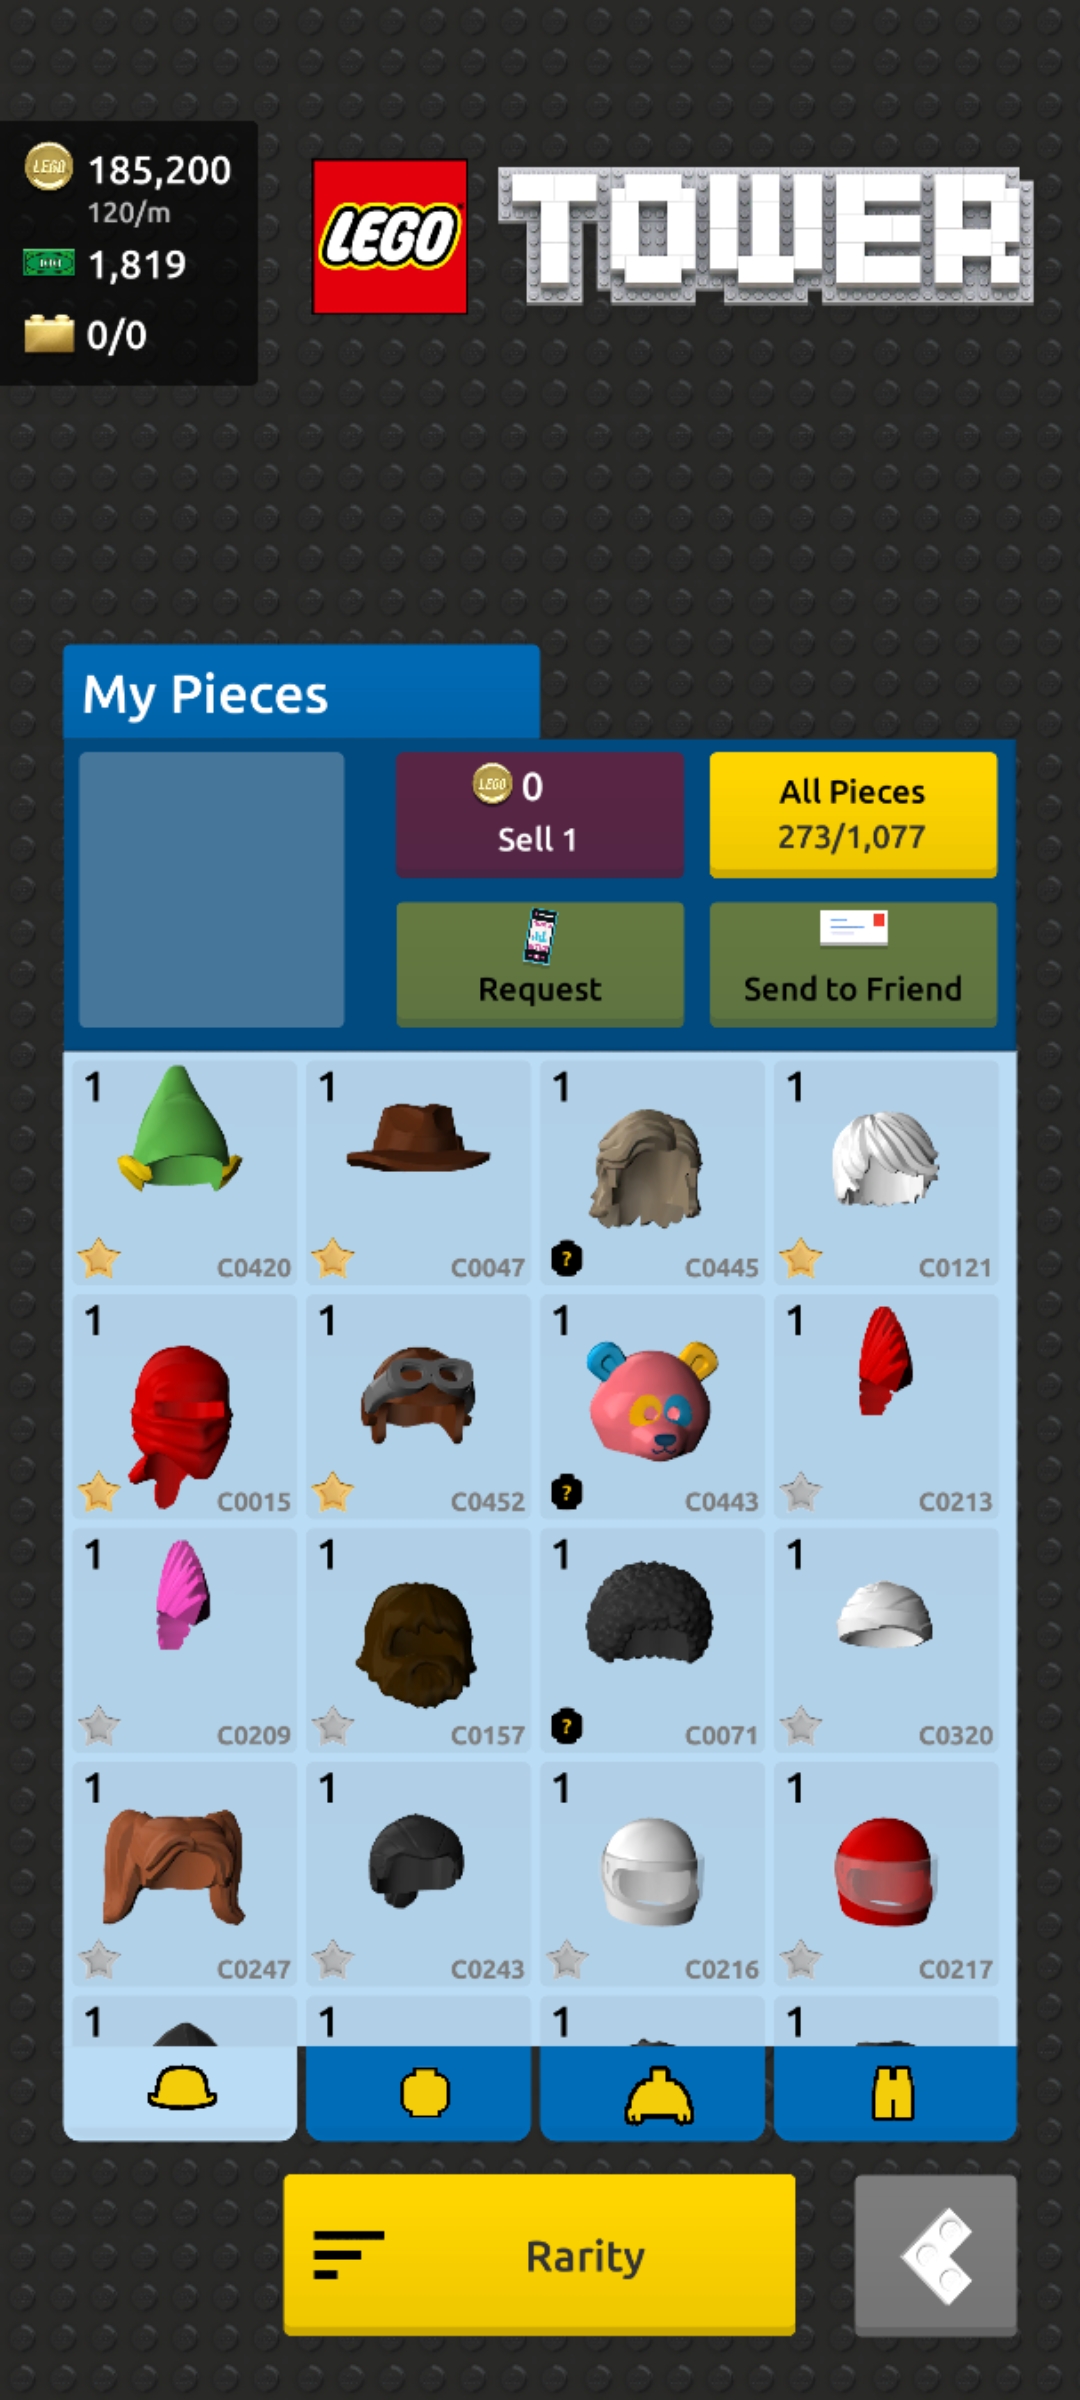 LEGO 185,200
120/m
1,819
0/0
LEGO
TOWER
My Pieces
LEGO 0
Sell 1
All Pieces
273/1,077
Request
Send to Friend
1 1 1 1
C0420 C0047 ? C0445 C0121
1 1 1 1
C0015 C0452 ? C0443 C0213
1 1 1 1
C0209 C0157 ? C0071 C0320
1 1 1 1
C0247 C0243 C0216 C0217
1 1 1 1
Rarity